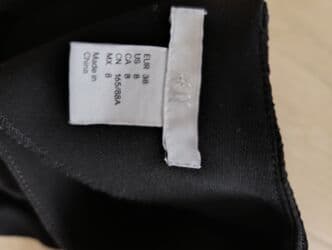 EUR 38
US 8
CA 8
CN 165/88A
MX 8
Made in
China